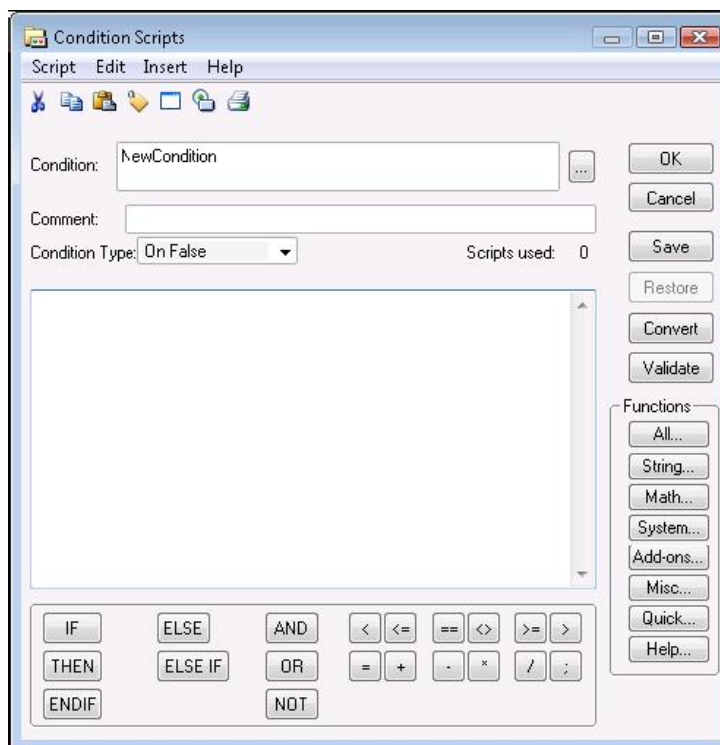 Condition Scripts
Script Edit Insert Help
Condition: NewCondition ...
OK
Cancel
Comment:
Condition Type: On False Scripts used: 0
Save
Restore
Convert
Validate
Functions
All...
String...
Math...
System...
Add-ons...
Misc...
Quick...
Help...
IF ELSE AND < <= == <> >= >
THEN ELSE IF OR = + - * / ;
ENDIF NOT